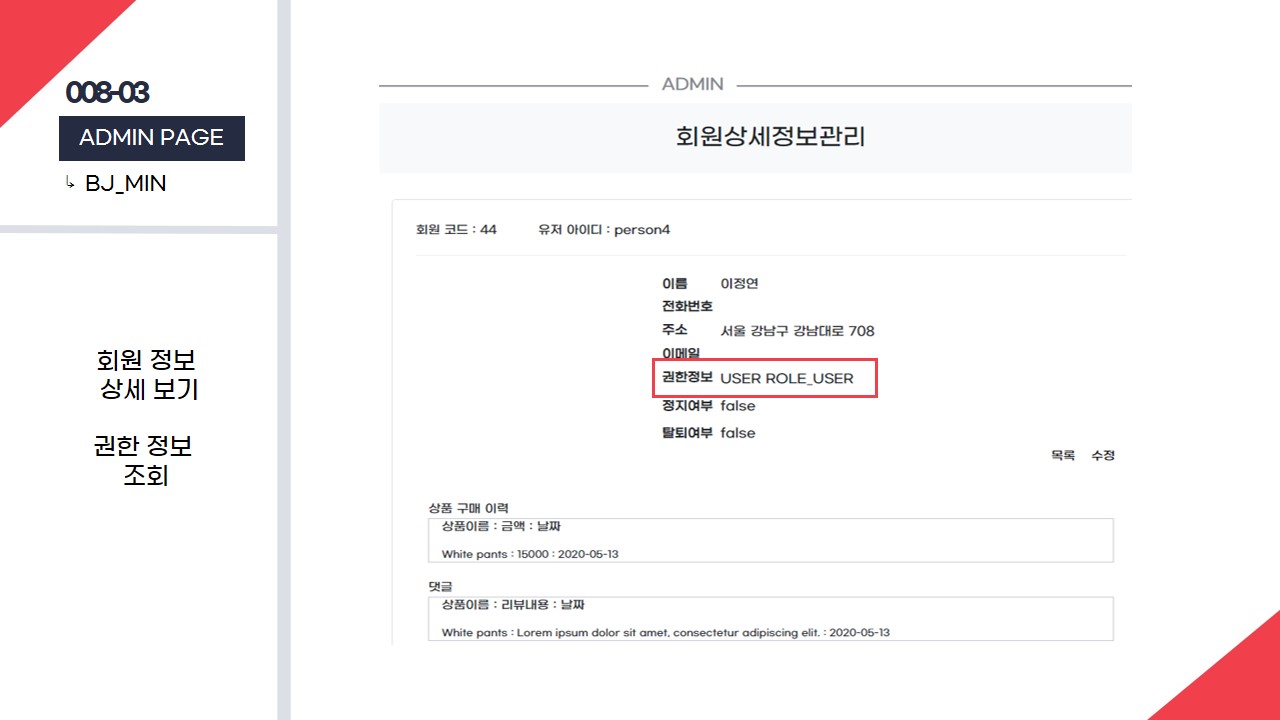 008-03
ADMIN PAGE
↳ BJ_MIN
회원 정보
상세 보기
권한 정보
조회
ADMIN
회원상세정보관리
회원 코드 : 44 유저 아이디 : person4
이름 이정연
전화번호
주소 서울 강남구 강남대로 708
이메일
권한정보 USER ROLE_USER
정지여부 false
탈퇴여부 false
목록 수정
상품 구매 이력
상품이름 : 금액 : 날짜
White pants : 15000 : 2020-05-13
댓글
상품이름 : 리뷰내용 : 날짜
White pants : Lorem ipsum dolor sit amet, consectetur adipiscing elit. : 2020-05-13